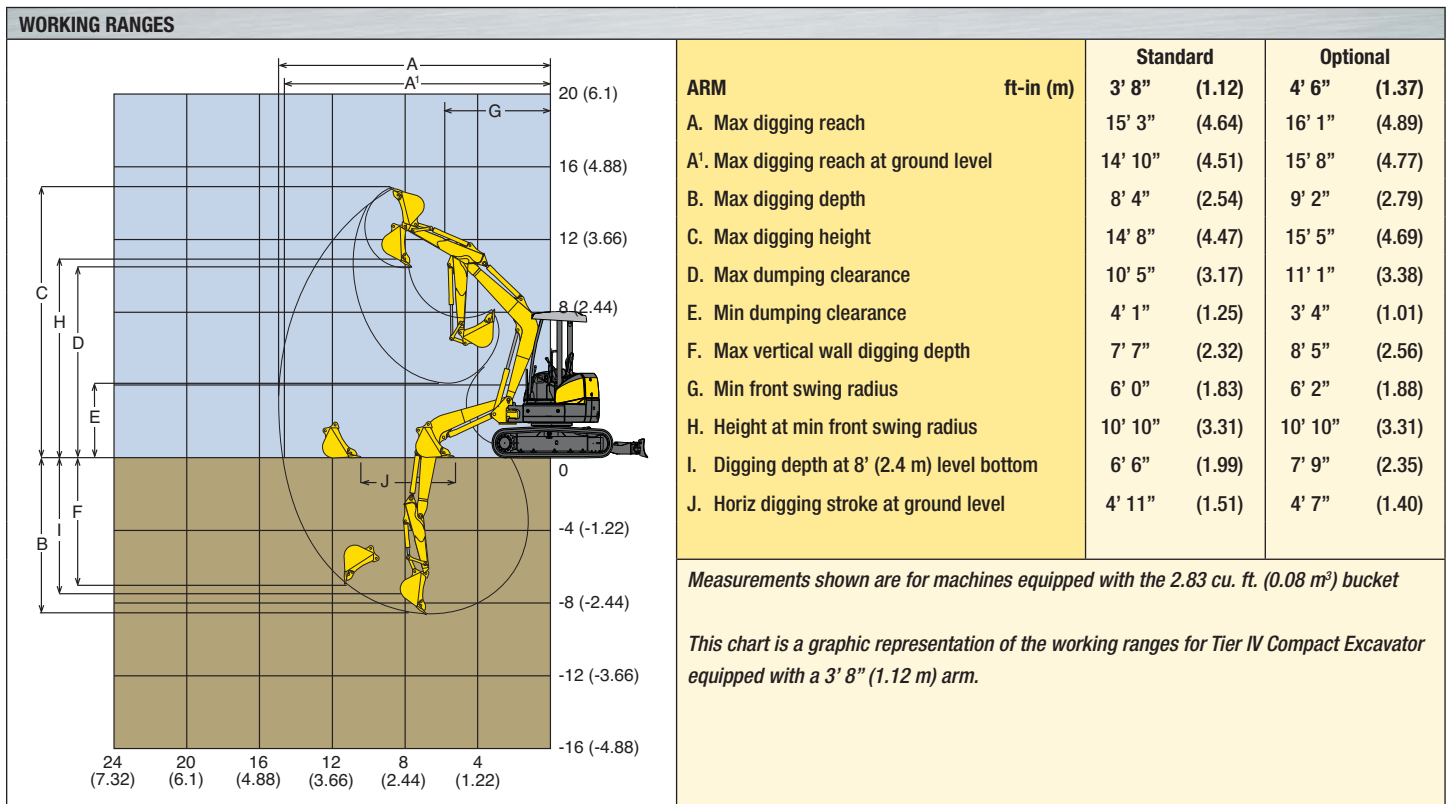 WORKING RANGES
A
A¹
G
20 (6.1)
16 (4.88)
12 (3.66)
8 (2.44)
0
-4 (-1.22)
-8 (-2.44)
-12 (-3.66)
-16 (-4.88)
C
H
D
E
J
F
I
B
24 20 16 12 8 4
(7.32) (6.1) (4.88) (3.66) (2.44) (1.22)
Standard Optional
ARM ft-in (m) 3’ 8” (1.12) 4’ 6” (1.37)
A. Max digging reach 15’ 3” (4.64) 16’ 1” (4.89)
A¹. Max digging reach at ground level 14’ 10” (4.51) 15’ 8” (4.77)
B. Max digging depth 8’ 4” (2.54) 9’ 2” (2.79)
C. Max digging height 14’ 8” (4.47) 15’ 5” (4.69)
D. Max dumping clearance 10’ 5” (3.17) 11’ 1” (3.38)
E. Min dumping clearance 4’ 1” (1.25) 3’ 4” (1.01)
F. Max vertical wall digging depth 7’ 7” (2.32) 8’ 5” (2.56)
G. Min front swing radius 6’ 0” (1.83) 6’ 2” (1.88)
H. Height at min front swing radius 10’ 10” (3.31) 10’ 10” (3.31)
I. Digging depth at 8’ (2.4 m) level bottom 6’ 6” (1.99) 7’ 9” (2.35)
J. Horiz digging stroke at ground level 4’ 11” (1.51) 4’ 7” (1.40)
Measurements shown are for machines equipped with the 2.83 cu. ft. (0.08 m³) bucket
This chart is a graphic representation of the working ranges for Tier IV Compact Excavator
equipped with a 3’ 8” (1.12 m) arm.